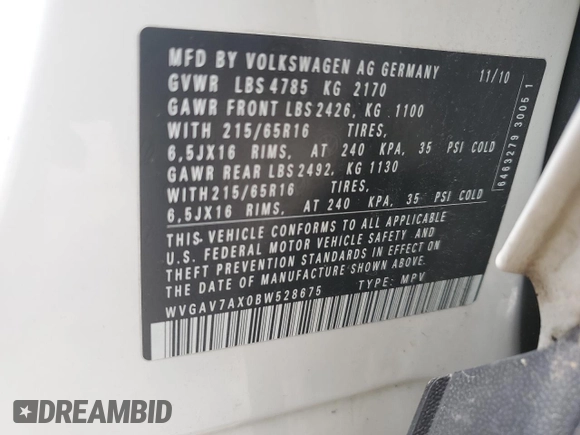 MFD BY VOLKSWAGEN AG GERMANY 11/10
GVWR LBS 4785 KG 2170
GAWR FRONT LBS 2426, KG 1100
WITH 215/65R16 TIRES,
6,5JX16 RIMS, AT 240 KPA, 35 PSI COLD
GAWR REAR LBS 2492, KG 1130
WITH 215/65R16 TIRES,
6,5JX16 RIMS, AT 240 KPA, 35 PSI COLD
THIS VEHICLE CONFORMS TO ALL APPLICABLE
U.S. FEDERAL MOTOR VEHICLE SAFETY AND
THEFT PREVENTION STANDARDS IN EFFECT ON
THE DATE OF MANUFACTURE SHOWN ABOVE.
WVGAV7AX0BW528675 TYPE: MPV
6463279 3005 1
DREAMBID